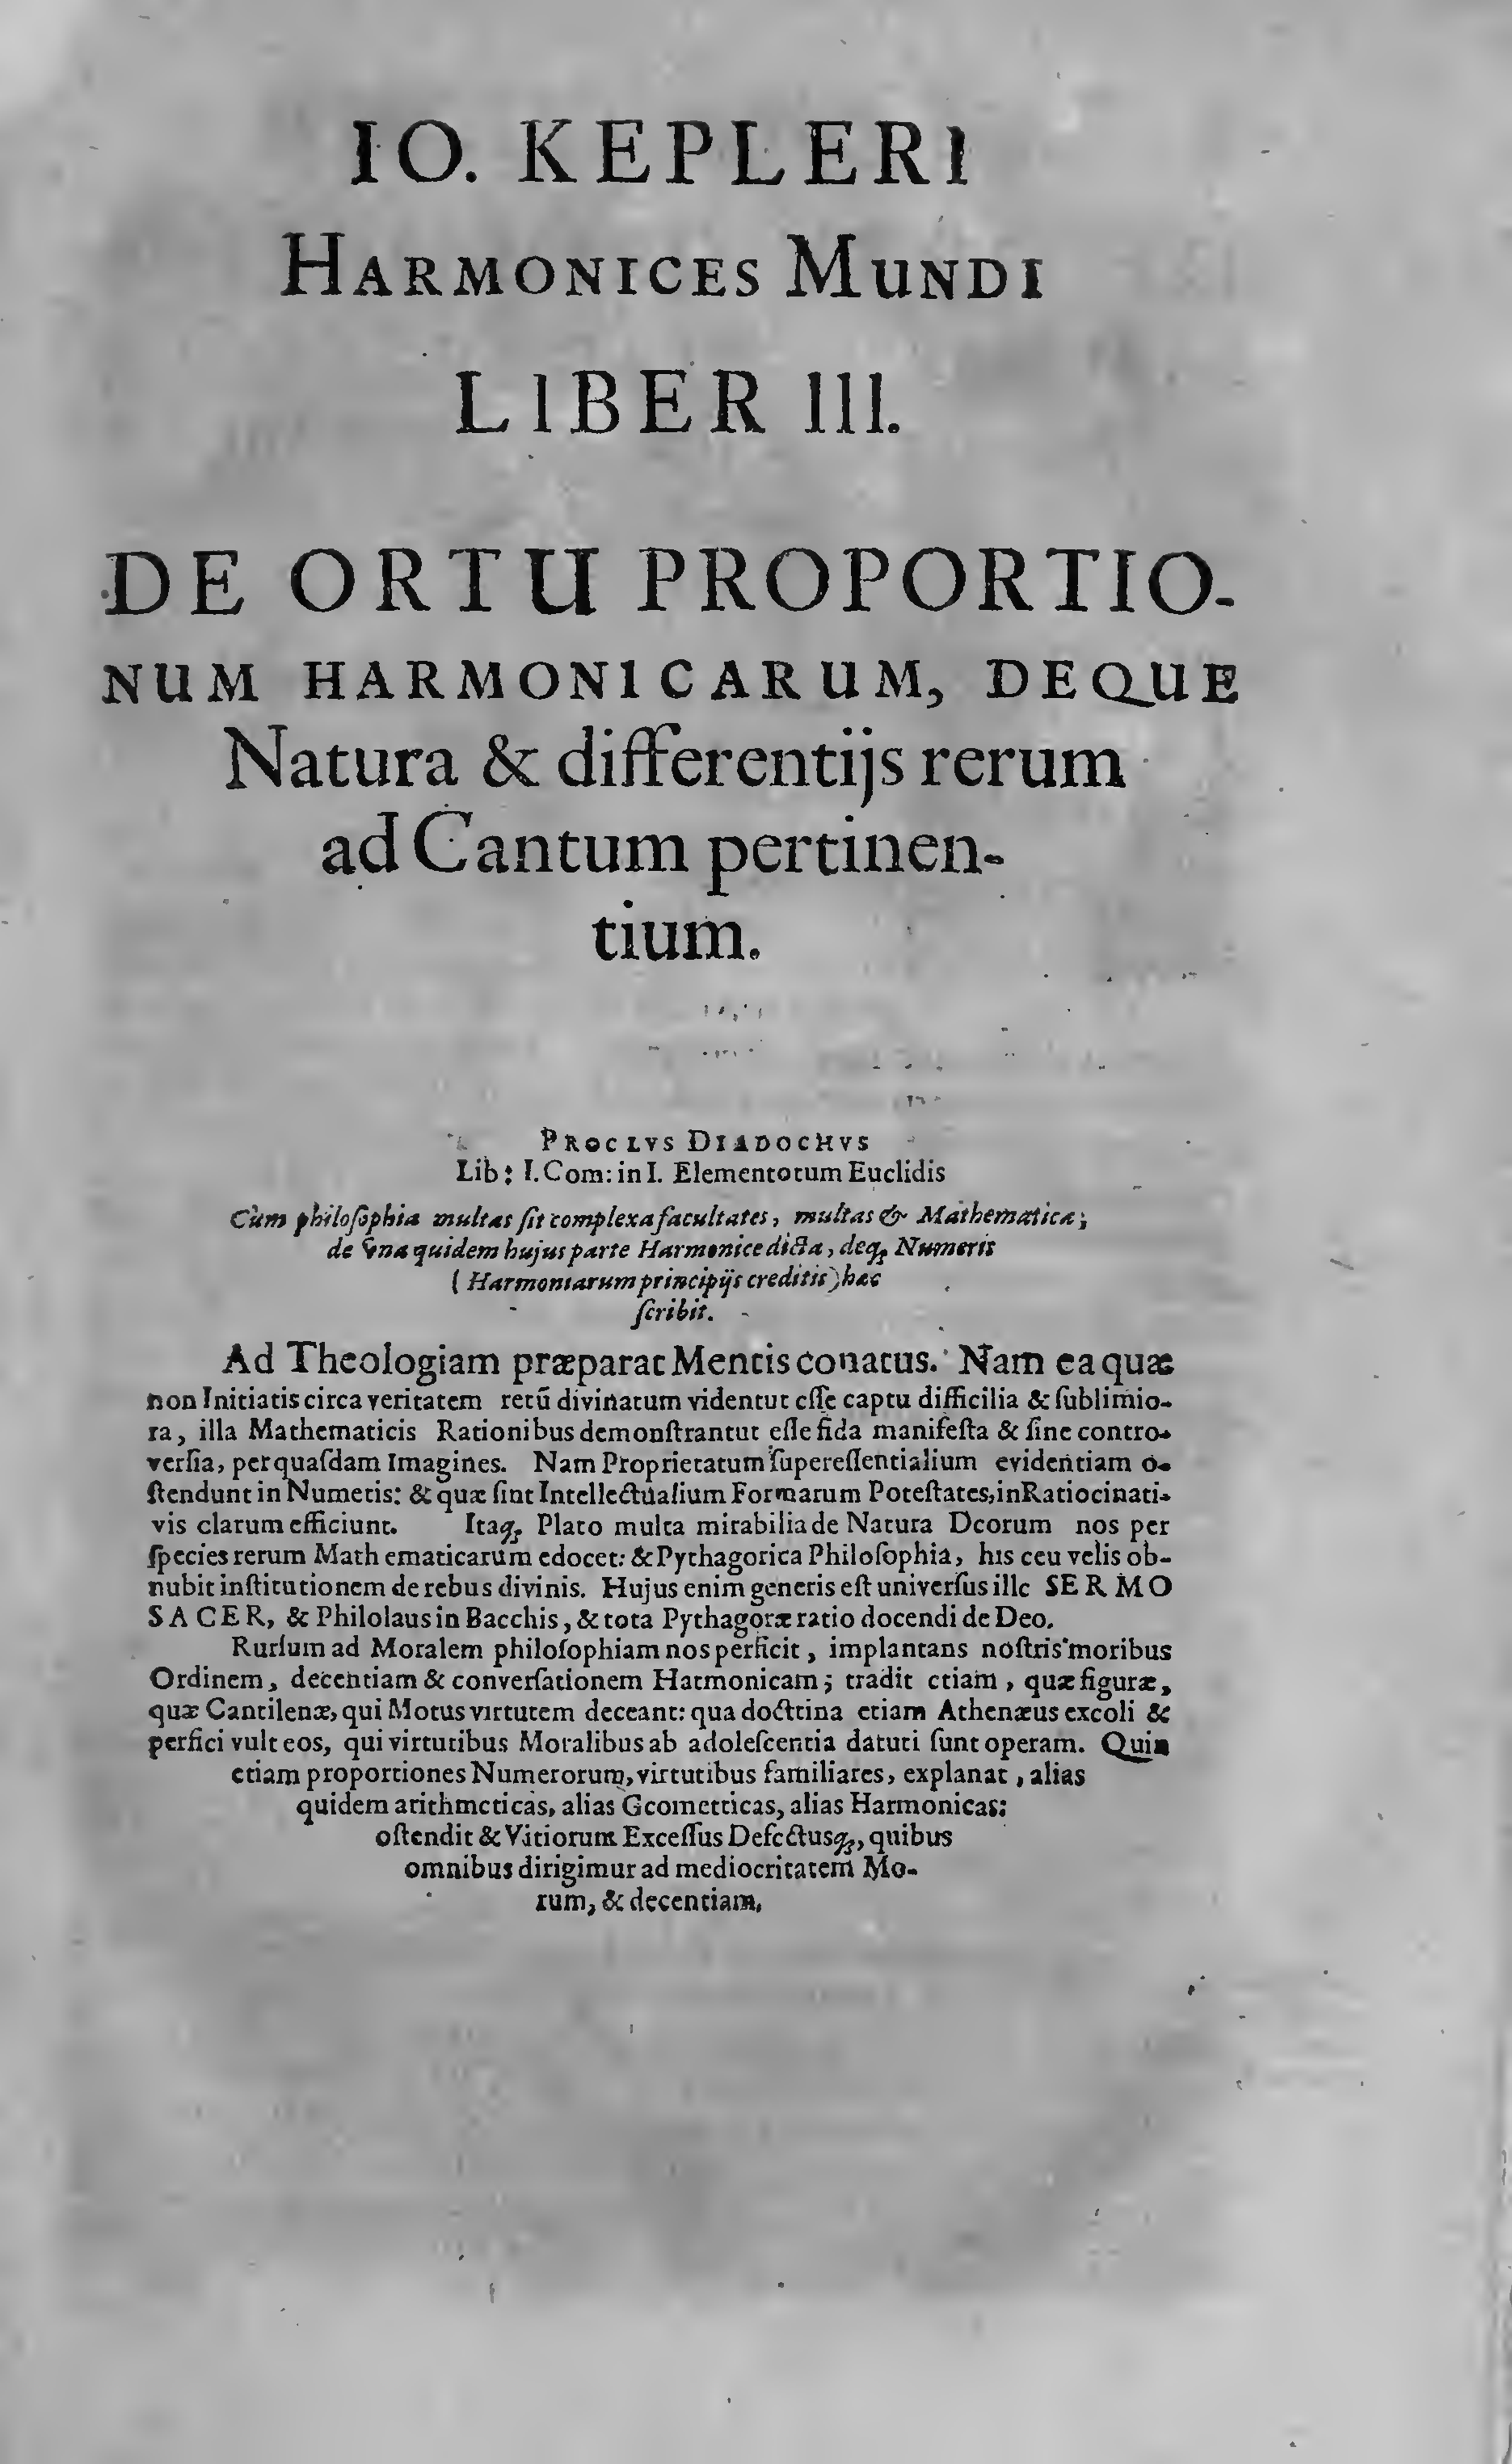 IO. KEPLERI
HARMONICES MUNDI
LIBER III.
DE ORTU PROPORTIO-
NUM HARMONICARUM, DEQUE
Natura & differentijs rerum
ad Cantum pertinen-
tium.
PROCLVS DIADOCHVS
Lib: I. Com: in I. Elementorum Euclidis
Cùm philoſophia multas ſit complexa facultates, multas & Mathematica;
de vna quidem hujus parte Harmonice dicta, deq́; Numeris
(Harmoniarum principijs creditis) hæc
ſcribit.
Ad Theologiam præparat Mentis conatus. Nam ea quæ
non Initiatis circa veritatem rerū divinarum videntur eſſe captu difficilia & ſublimio-
ra, illa Mathematicis Rationibus demonſtrantur eſſe fida manifeſta & ſine contro-
verſia, per quaſdam Imagines. Nam Proprietatum ſupereſſentialium evidentiam o-
ſtendunt in Numeris: & quæ ſint Intellectualium Formarum Poteſtates, in Ratiocinati-
vis clarum efficiunt. Itaq́; Plato multa mirabilia de Natura Deorum nos per
ſpecies rerum Mathematicarum edocet: & Pythagorica Philoſophia, his ceu velis ob-
nubit inſtitutionem de rebus divinis. Hujus enim generis eſt univerſus ille SERMO
SACER, & Philolaus in Bacchis, & tota Pythagoræ ratio docendi de Deo.
Rurſum ad Moralem philoſophiam nos perficit, implantans noſtris moribus
Ordinem, decentiam & converſationem Harmonicam; tradit etiam, quæ figuræ,
quæ Cantilenæ, qui Motus virtutem deceant: qua doctrina etiam Athenæus excoli &
perfici vult eos, qui virtutibus Moralibus ab adoleſcentia daturi ſunt operam. Quin
etiam proportiones Numerorum, virtutibus familiares, explanat, alias
quidem arithmeticas, alias Geometricas, alias Harmonicas:
oſtendit & Vitiorum Exceſſus Defectusq́;, quibus
omnibus dirigimur ad mediocritatem Mo-
rum, & decentiam.